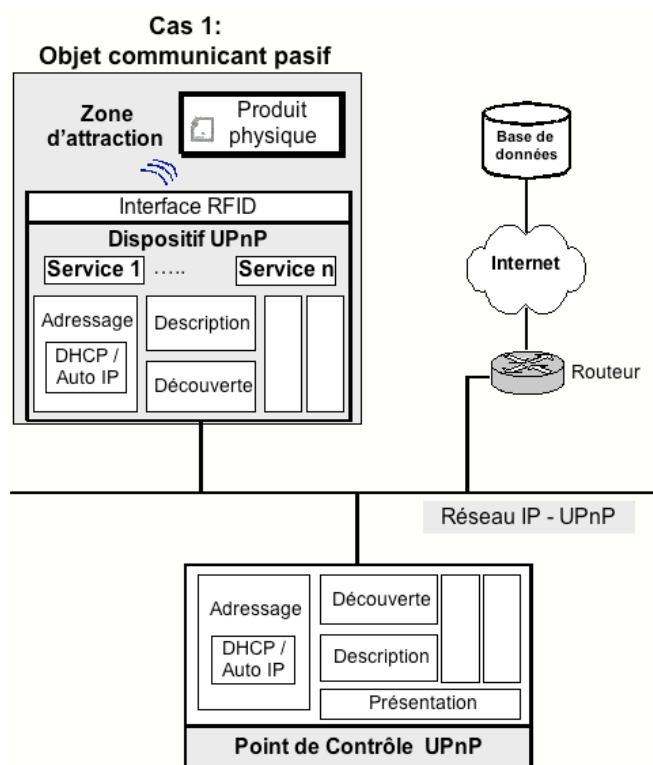 Cas 1:
Objet communicant pasif
Zone
d'attraction
Produit
physique
Interface RFID
Dispositif UPnP
Service 1 ..... Service n
Adressage
DHCP /
Auto IP
Description
Découverte
Base de
données
Internet
Routeur
Réseau IP - UPnP
Adressage
DHCP /
Auto IP
Découverte
Description
Présentation
Point de Contrôle UPnP